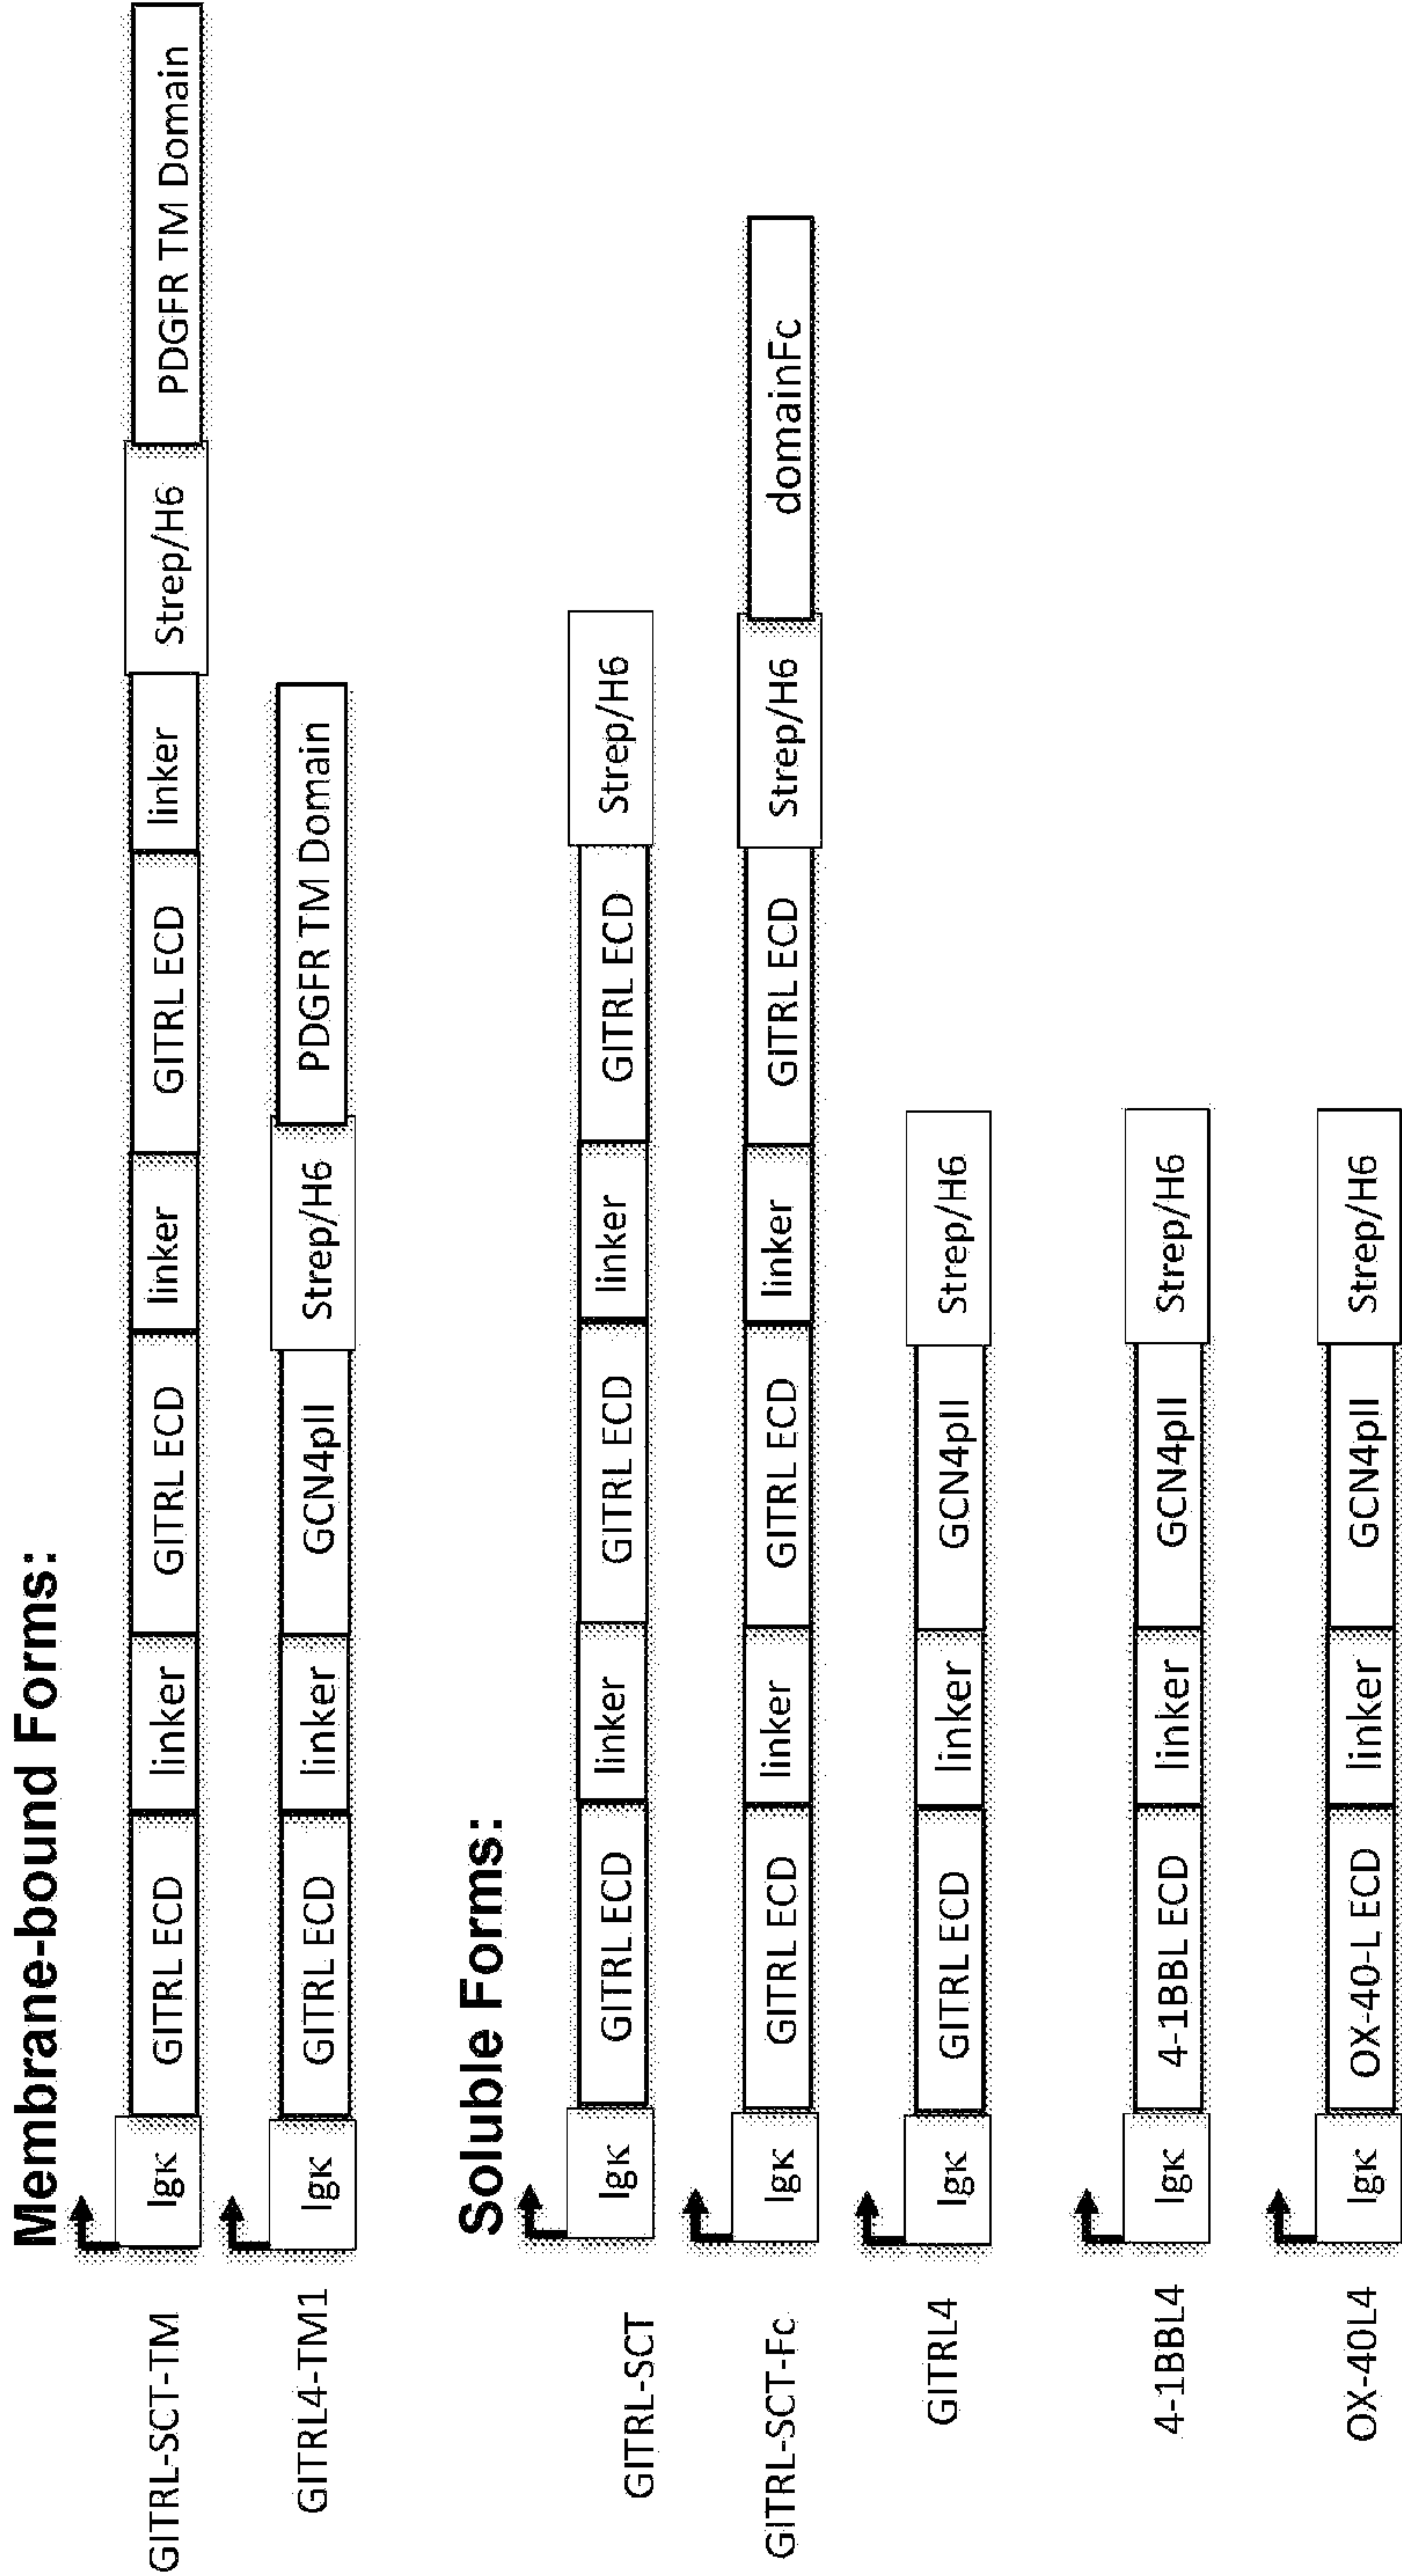 Membrane-bound Forms:
GITRL-SCT-TM Igκ GITRL ECD linker GITRL ECD linker GITRL ECD linker Strep/H6 PDGFR TM Domain
GITRL4-TM1 Igκ GITRL ECD linker GCN4pII Strep/H6 PDGFR TM Domain
Soluble Forms:
GITRL-SCT Igκ GITRL ECD linker GITRL ECD linker GITRL ECD Strep/H6
GITRL-SCT-Fc Igκ GITRL ECD linker GITRL ECD linker GITRL ECD Strep/H6 domainFc
GITRL4 Igκ GITRL ECD linker GCN4pII Strep/H6
4-1BBL4 Igκ 4-1BBL ECD linker GCN4pII Strep/H6
OX-40L4 Igκ OX-40-L ECD linker GCN4pII Strep/H6